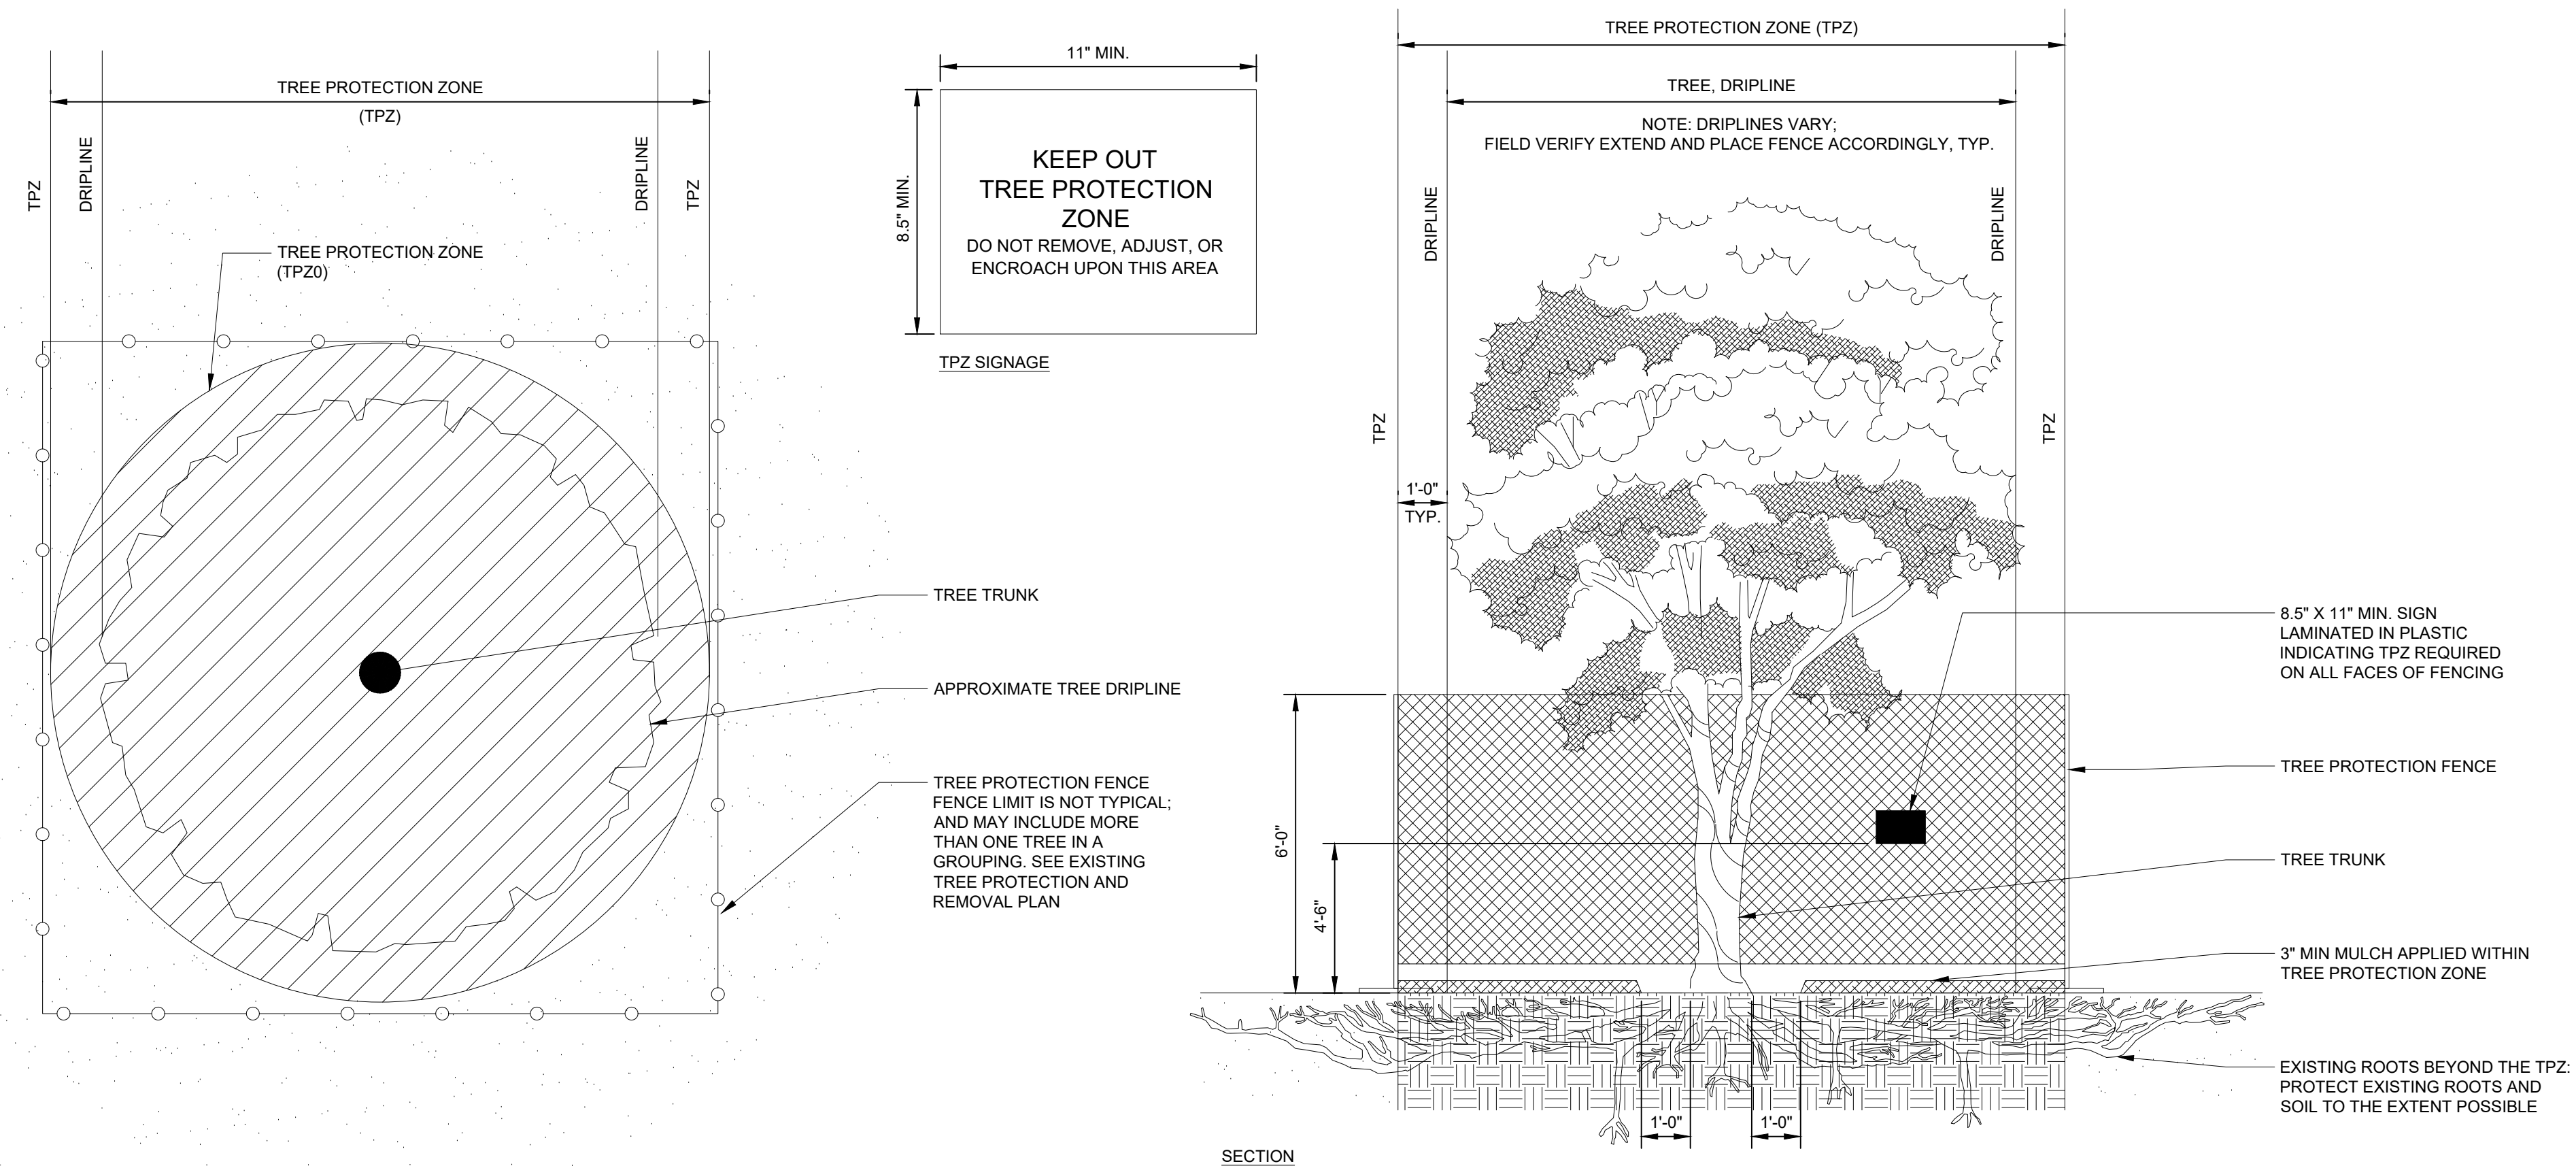 TREE PROTECTION ZONE
(TPZ)
TPZ
DRIPLINE
DRIPLINE
TPZ
TREE PROTECTION ZONE
(TPZ0)
TREE TRUNK
APPROXIMATE TREE DRIPLINE
TREE PROTECTION FENCE
FENCE LIMIT IS NOT TYPICAL;
AND MAY INCLUDE MORE
THAN ONE TREE IN A
GROUPING. SEE EXISTING
TREE PROTECTION AND
REMOVAL PLAN
11" MIN.
8.5" MIN.
KEEP OUT
TREE PROTECTION
ZONE
DO NOT REMOVE, ADJUST, OR
ENCROACH UPON THIS AREA
TPZ SIGNAGE
TREE PROTECTION ZONE (TPZ)
TREE, DRIPLINE
NOTE: DRIPLINES VARY;
FIELD VERIFY EXTEND AND PLACE FENCE ACCORDINGLY, TYP.
DRIPLINE
DRIPLINE
TPZ
TPZ
1'-0"
TYP.
8.5" X 11" MIN. SIGN
LAMINATED IN PLASTIC
INDICATING TPZ REQUIRED
ON ALL FACES OF FENCING
TREE PROTECTION FENCE
6'-0"
4'-6"
TREE TRUNK
3" MIN MULCH APPLIED WITHIN
TREE PROTECTION ZONE
EXISTING ROOTS BEYOND THE TPZ:
PROTECT EXISTING ROOTS AND
SOIL TO THE EXTENT POSSIBLE
1'-0"
1'-0"
SECTION